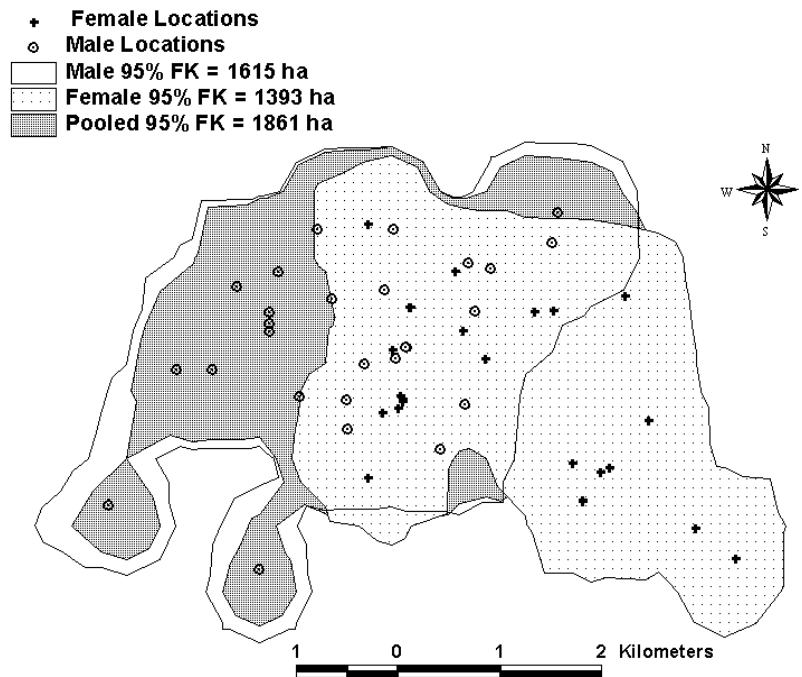 Female Locations
Male Locations
Male 95% FK = 1615 ha
Female 95% FK = 1393 ha
Pooled 95% FK = 1861 ha
N
W
S
1 0 1 2 Kilometers